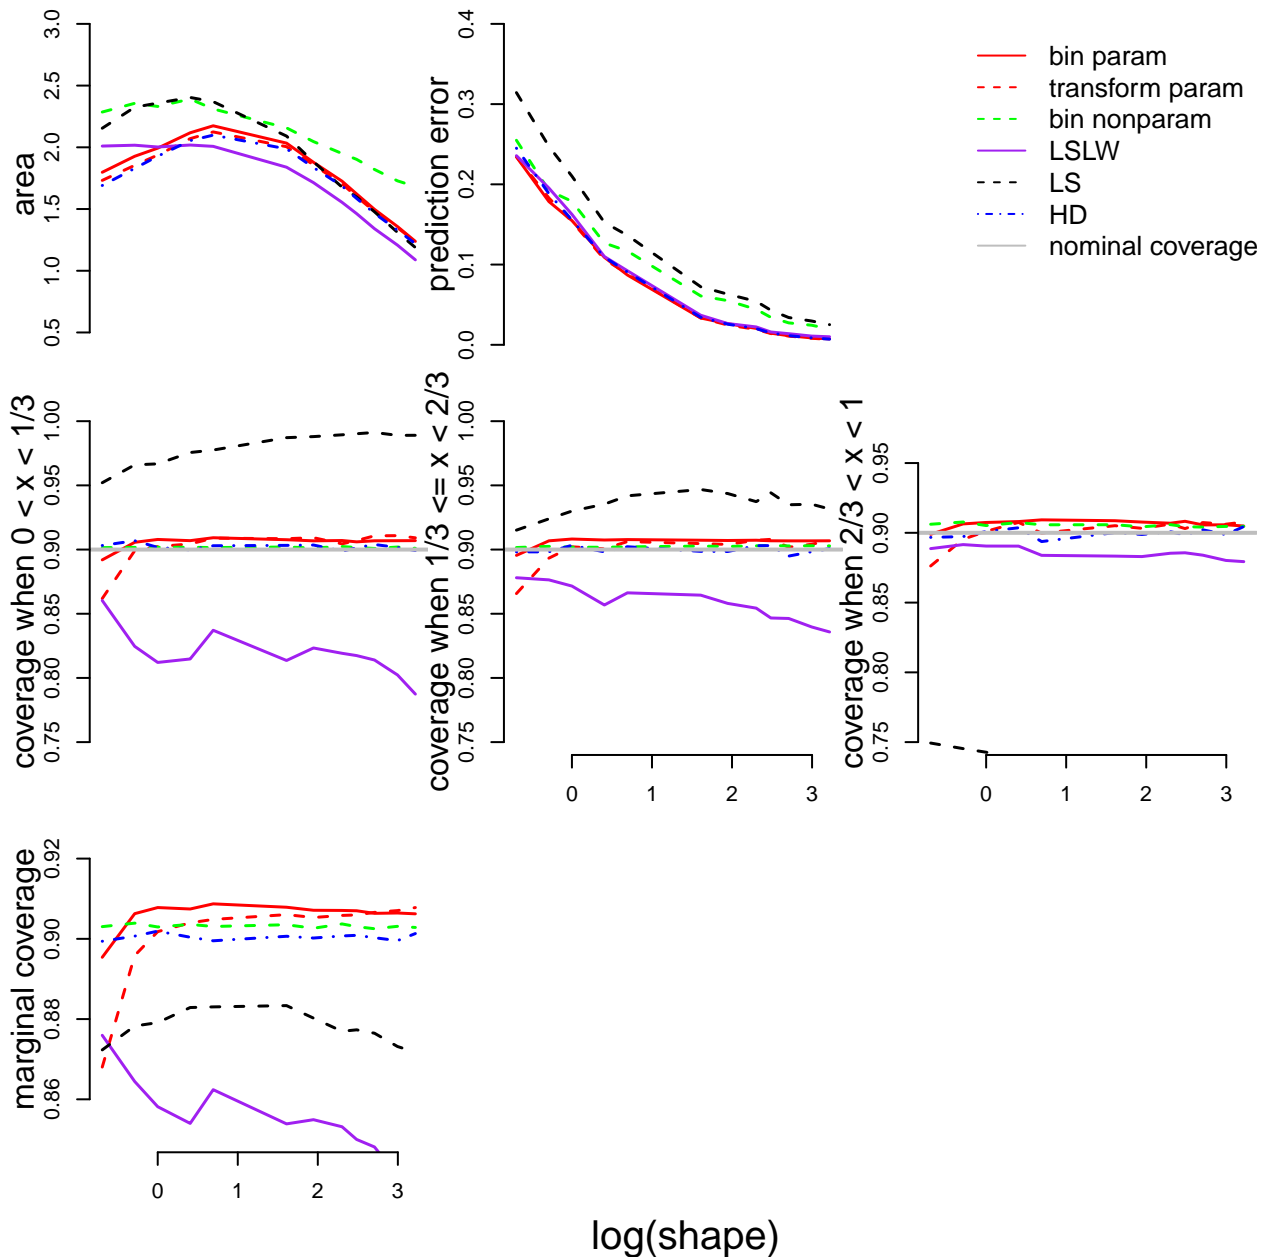 area
3.0
2.5
2.0
1.5
1.0
0.5
prediction error
0.4
0.3
0.2
0.1
0.0
bin param
transform param
bin nonparam
LSLW
LS
HD
nominal coverage
coverage when 0 < x < 1/3
1.00
0.95
0.90
0.85
0.80
0.75
coverage when 1/3 <= x < 2/3
1.00
0.95
0.90
0.85
0.80
0.75
0 1 2 3
coverage when 2/3 < x < 1
0.95
0.90
0.85
0.80
0.75
0 1 2 3
marginal coverage
0.92
0.90
0.88
0.86
0 1 2 3
log(shape)